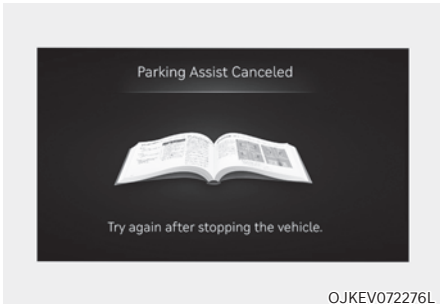 Parking Assist Canceled
Try again after stopping the vehicle.
OJKEV072276L